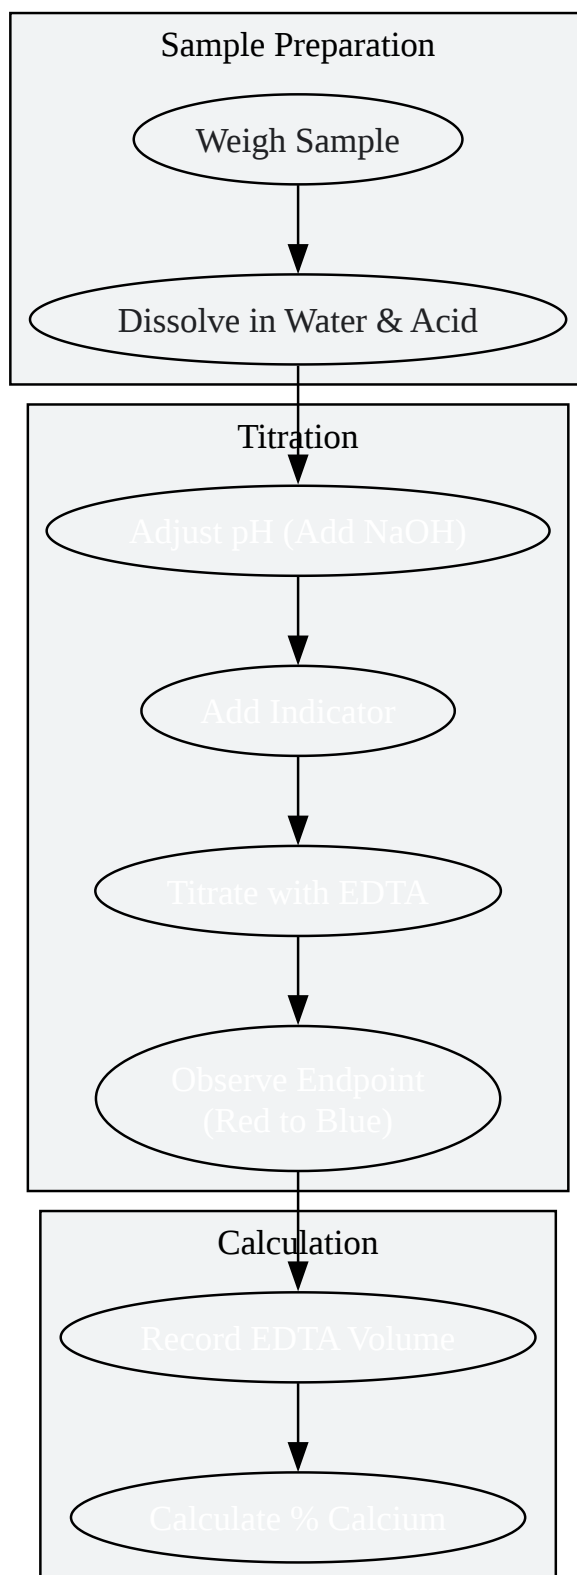 Sample Preparation
Weigh Sample
Dissolve in Water & Acid
Titration
Adjust pH (Add NaOH)
Add Indicator
Titrate with EDTA
Observe Endpoint
(Red to Blue)
Calculation
Record EDTA Volume
Calculate % Calcium